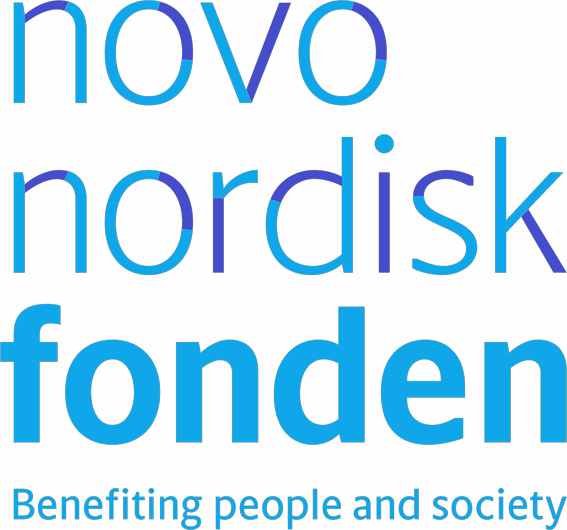 novo
nordisk
fonden
Benefiting people and society